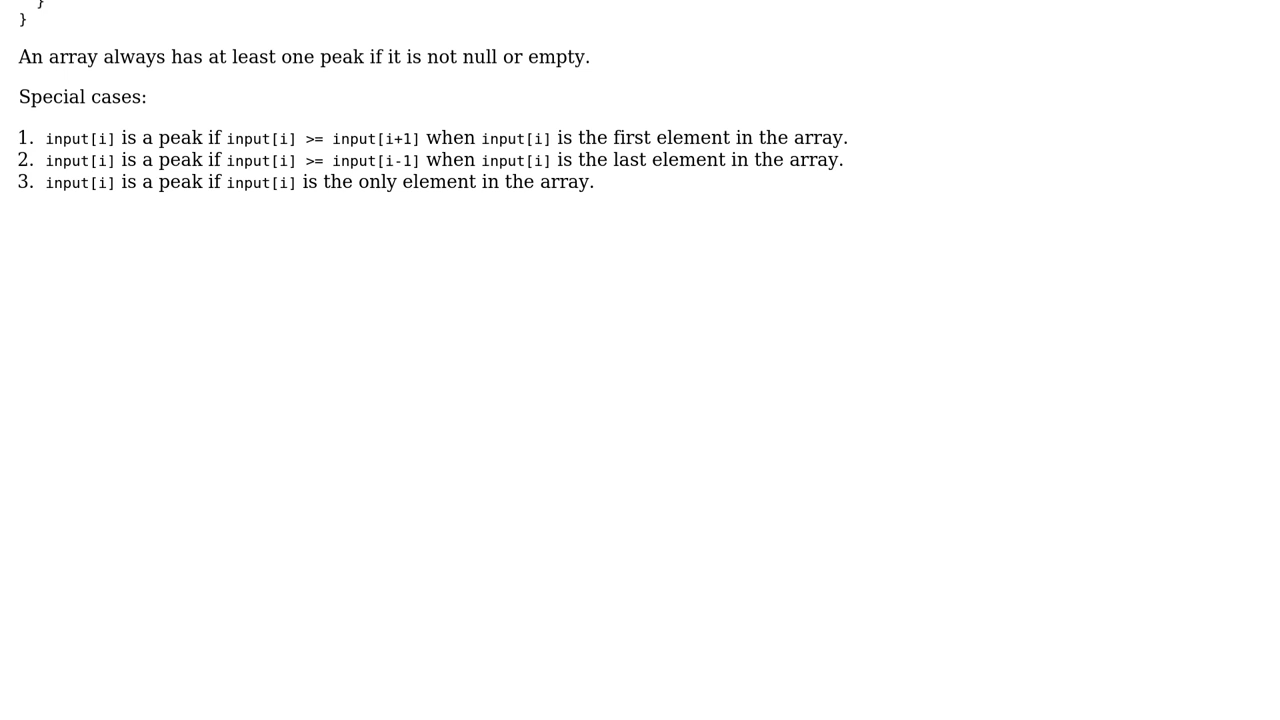 }
}
An array always has at least one peak if it is not null or empty.
Special cases:
1. input[i] is a peak if input[i] >= input[i+1] when input[i] is the first element in the array.
2. input[i] is a peak if input[i] >= input[i-1] when input[i] is the last element in the array.
3. input[i] is a peak if input[i] is the only element in the array.